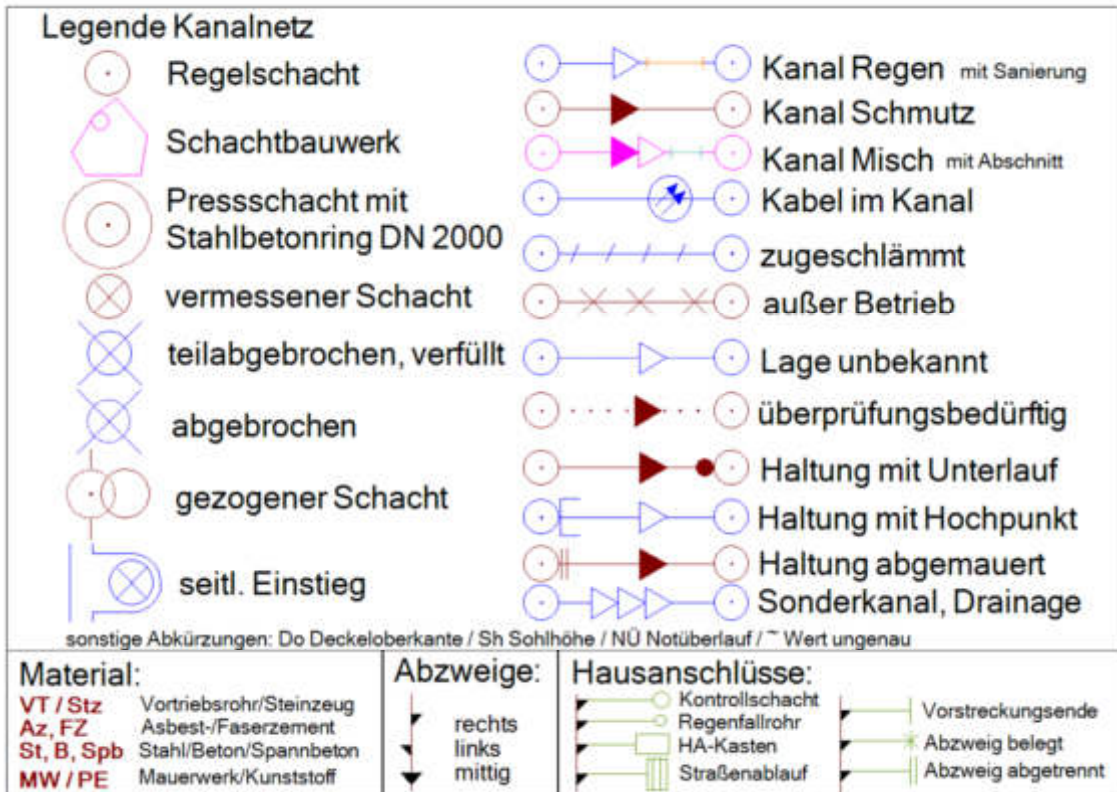 Legende Kanalnetz
Regelschacht
Schachtbauwerk
Pressschacht mit
Stahlbetonring DN 2000
vermessener Schacht
teilabgebrochen, verfüllt
abgebrochen
gezogener Schacht
seitl. Einstieg
Kanal Regen mit Sanierung
Kanal Schmutz
Kanal Misch mit Abschnitt
Kabel im Kanal
zugeschlämmt
außer Betrieb
Lage unbekannt
überprüfungsbedürftig
Haltung mit Unterlauf
Haltung mit Hochpunkt
Haltung abgemauert
Sonderkanal, Drainage
sonstige Abkürzungen: Do Deckeloberkante / Sh Sohlhöhe / NÜ Notüberlauf / ~ Wert ungenau
Material:
VT / Stz Vortriebsrohr/Steinzeug
Az, FZ Asbest-/Faserzement
St, B, Spb Stahl/Beton/Spannbeton
MW / PE Mauerwerk/Kunststoff
Abzweige:
rechts
links
mittig
Hausanschlüsse:
Kontrollschacht
Regenfallrohr
HA-Kasten
Straßenablauf
Vorstreckungsende
Abzweig belegt
Abzweig abgetrennt